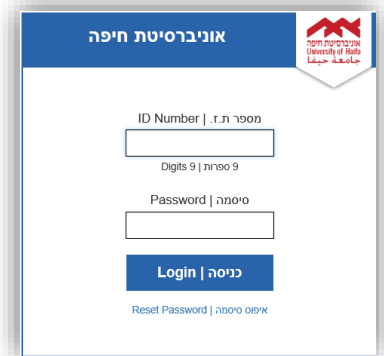 אוניברסיטת חיפה
אוניברסיטת חיפה
University of Haifa
جامعة حيفا
מספר ת.ז. | ID Number
9 ספרות | 9 Digits
סיסמה | Password
כניסה | Login
איפוס סיסמה | Reset Password